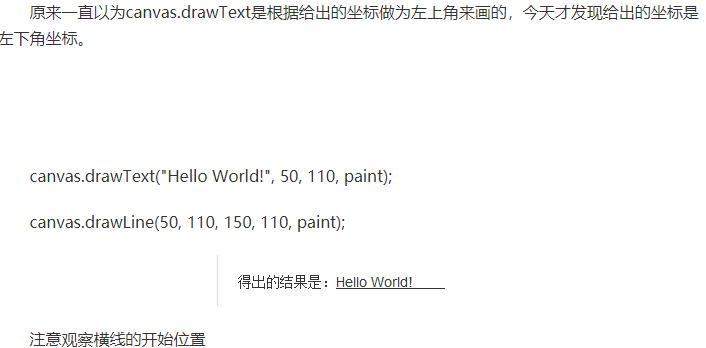 原来一直以为canvas.drawText是根据给出的坐标做为左上角来画的，今天才发现给出的坐标是
左下角坐标。
canvas.drawText("Hello World!", 50, 110, paint);
canvas.drawLine(50, 110, 150, 110, paint);
得出的结果是：Hello World!
注意观察横线的开始位置